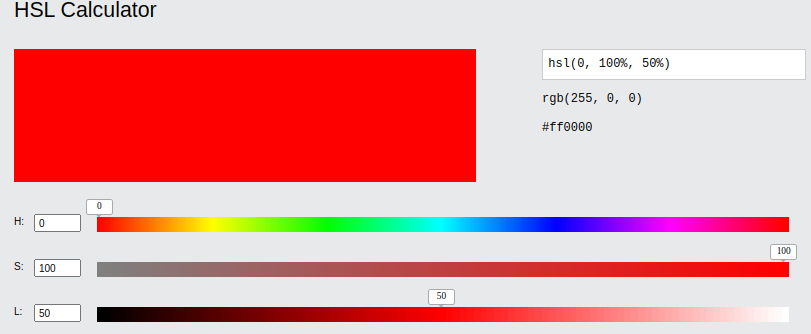 HSL Calculator
hsl(0, 100%, 50%)
rgb(255, 0, 0)
#ff0000
0
H: 0
100
S: 100
50
L: 50